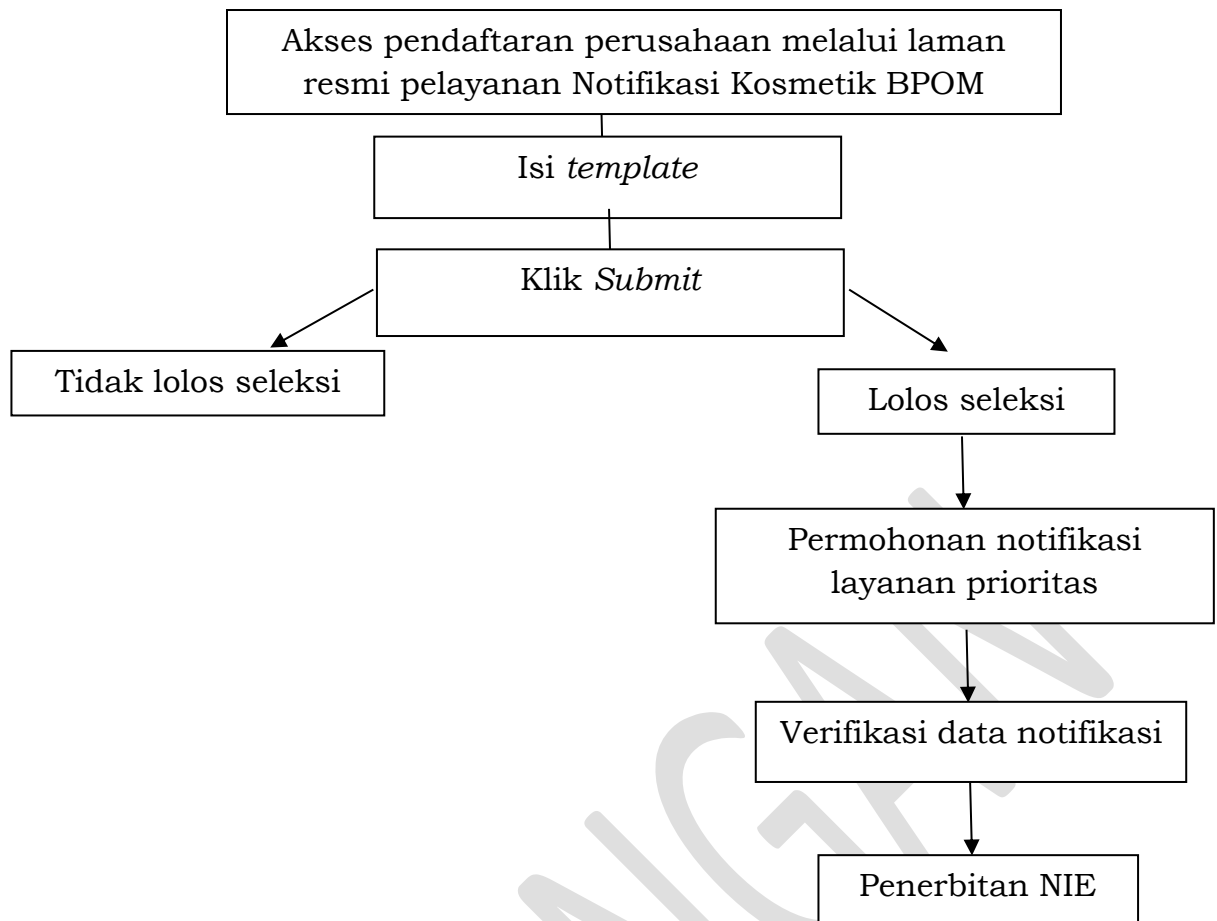 Akses pendaftaran perusahaan melalui laman
resmi pelayanan Notifikasi Kosmetik BPOM
Isi template
Klik Submit
Tidak lolos seleksi
Lolos seleksi
Permohonan notifikasi
layanan prioritas
Verifikasi data notifikasi
Penerbitan NIE
NGAN